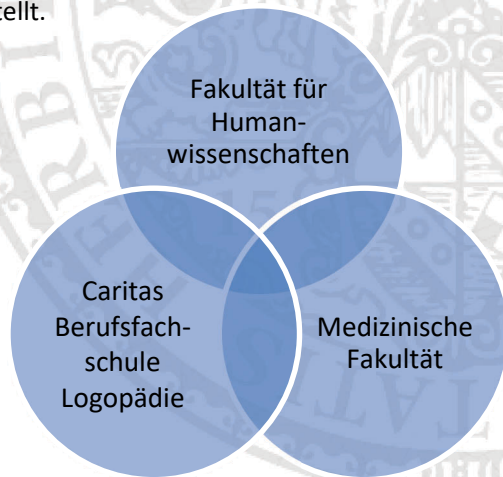 tellt.
Fakultät für
Human-
wissenschaften
Caritas
Berufsfach-
schule
Logopädie
Medizinische
Fakultät